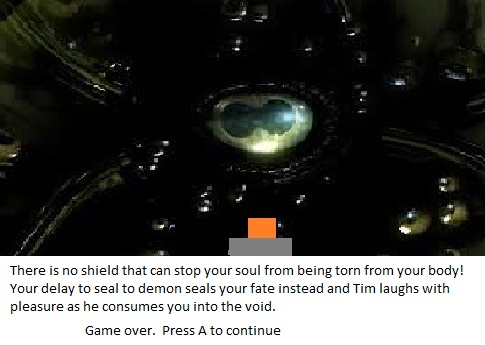 There is no shield that can stop your soul from being torn from your body!
Your delay to seal to demon seals your fate instead and Tim laughs with
pleasure as he consumes you into the void.
Game over.  Press A to continue